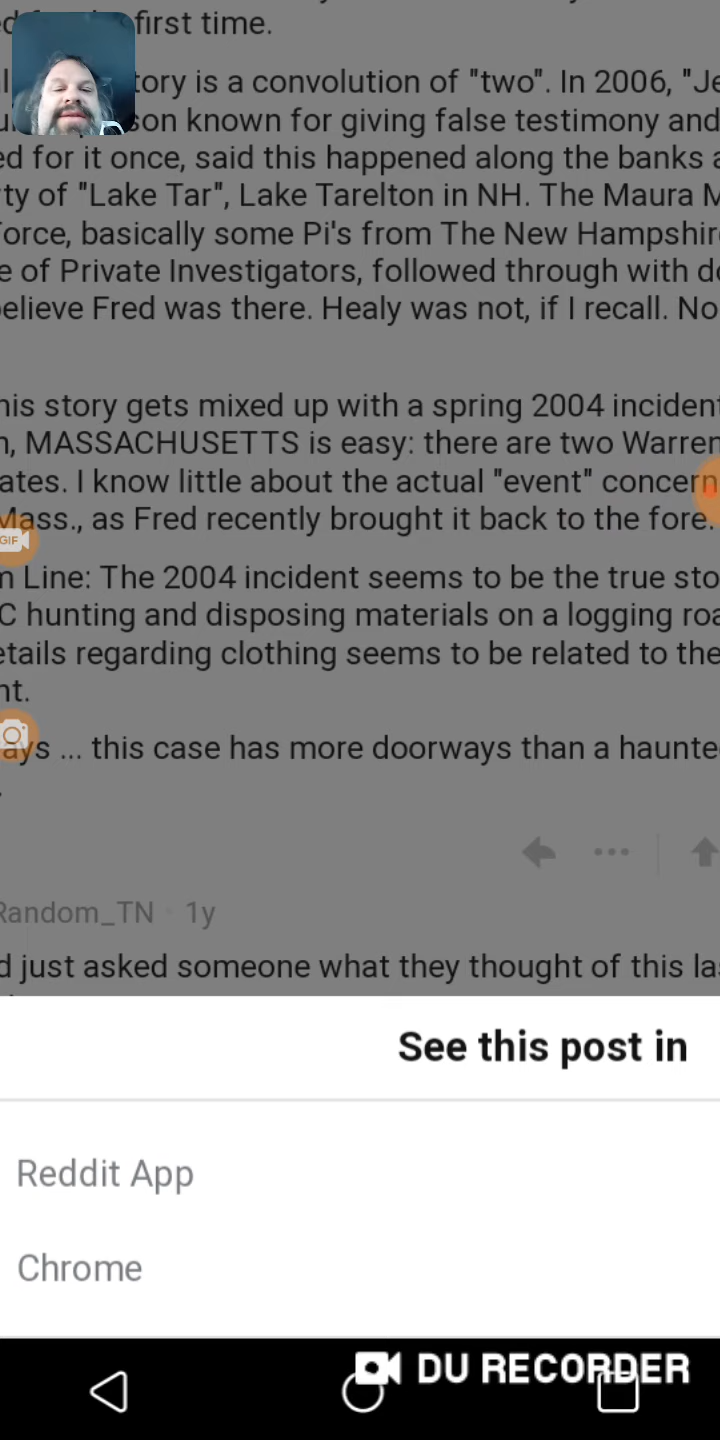 first time.
story is a convolution of "two". In 2006, "Je
son known for giving false testimony and
ed for it once, said this happened along the banks a
rty of "Lake Tar", Lake Tarelton in NH. The Maura M
Force, basically some Pi's from The New Hampshire
e of Private Investigators, followed through with do
believe Fred was there. Healy was not, if I recall. No
his story gets mixed up with a spring 2004 incident
n, MASSACHUSETTS is easy: there are two Warren
ates. I know little about the actual "event" concern
Mass., as Fred recently brought it back to the fore.
GIF
m Line: The 2004 incident seems to be the true sto
C hunting and disposing materials on a logging roa
etails regarding clothing seems to be related to the
nt.
ays ... this case has more doorways than a haunte
Random_TN · 1y
d just asked someone what they thought of this las
See this post in
Reddit App
Chrome
DU RECORDER